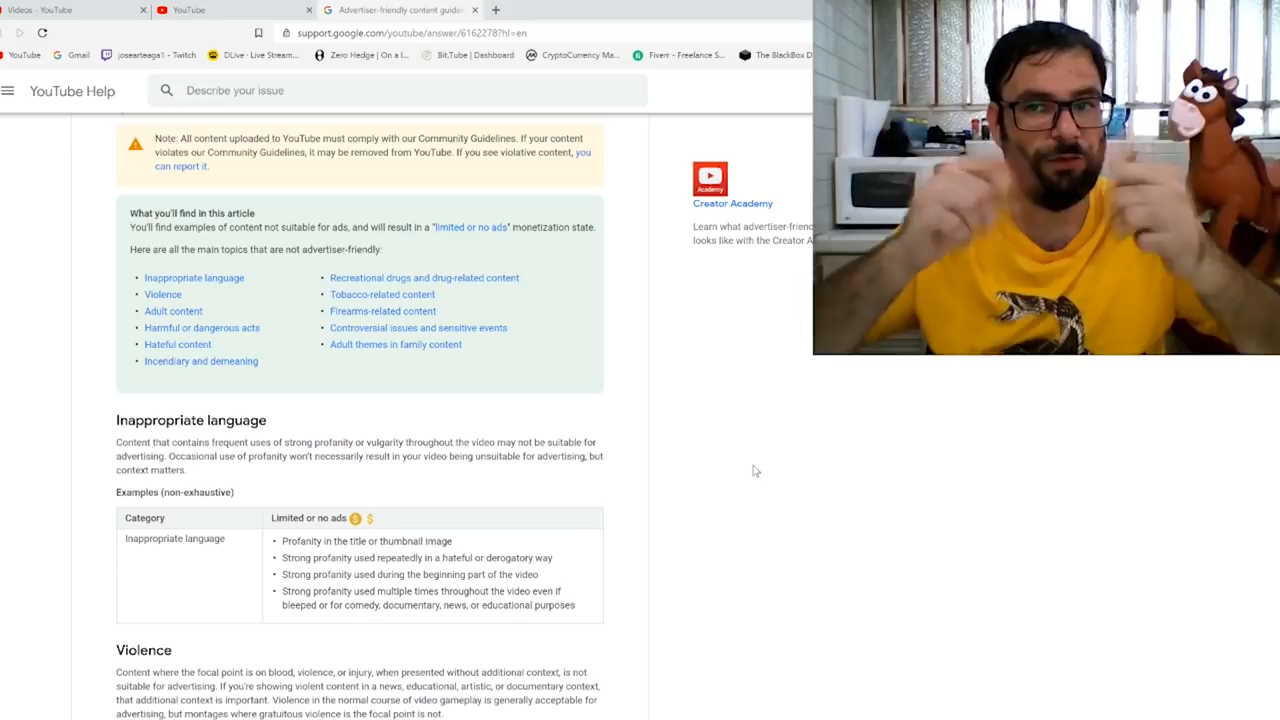 Videos - YouTube
YouTube
Advertiser-friendly content guidel
support.google.com/youtube/answer/6162278?hl=en
YouTube
Gmail
josearteaga1 - Twitch
DLive - Live Stream...
Zero Hedge | On a l...
Bit.Tube | Dashboard
CryptoCurrency Ma...
Fiverr - Freelance S...
The BlackBox D
YouTube Help
Describe your issue
Note: All content uploaded to YouTube must comply with our Community Guidelines. If your content
violates our Community Guidelines, it may be removed from YouTube. If you see violative content, you
can report it.
What you'll find in this article
You'll find examples of content not suitable for ads, and will result in a "limited or no ads" monetization state.
Here are all the main topics that are not advertiser-friendly:
• Inappropriate language
• Violence
• Adult content
• Harmful or dangerous acts
• Hateful content
• Incendiary and demeaning
• Recreational drugs and drug-related content
• Tobacco-related content
• Firearms-related content
• Controversial issues and sensitive events
• Adult themes in family content
Academy
Creator Academy
Learn what advertiser-friend
looks like with the Creator A
Inappropriate language
Content that contains frequent uses of strong profanity or vulgarity throughout the video may not be suitable for
advertising. Occasional use of profanity won't necessarily result in your video being unsuitable for advertising, but
context matters.
Examples (non-exhaustive)
Category
Limited or no ads
Inappropriate language
• Profanity in the title or thumbnail image
• Strong profanity used repeatedly in a hateful or derogatory way
• Strong profanity used during the beginning part of the video
• Strong profanity used multiple times throughout the video even if
bleeped or for comedy, documentary, news, or educational purposes
Violence
Content where the focal point is on blood, violence, or injury, when presented without additional context, is not
suitable for advertising. If you're showing violent content in a news, educational, artistic, or documentary context,
that additional context is important. Violence in the normal course of video gameplay is generally acceptable for
advertising, but montages where gratuitous violence is the focal point is not.